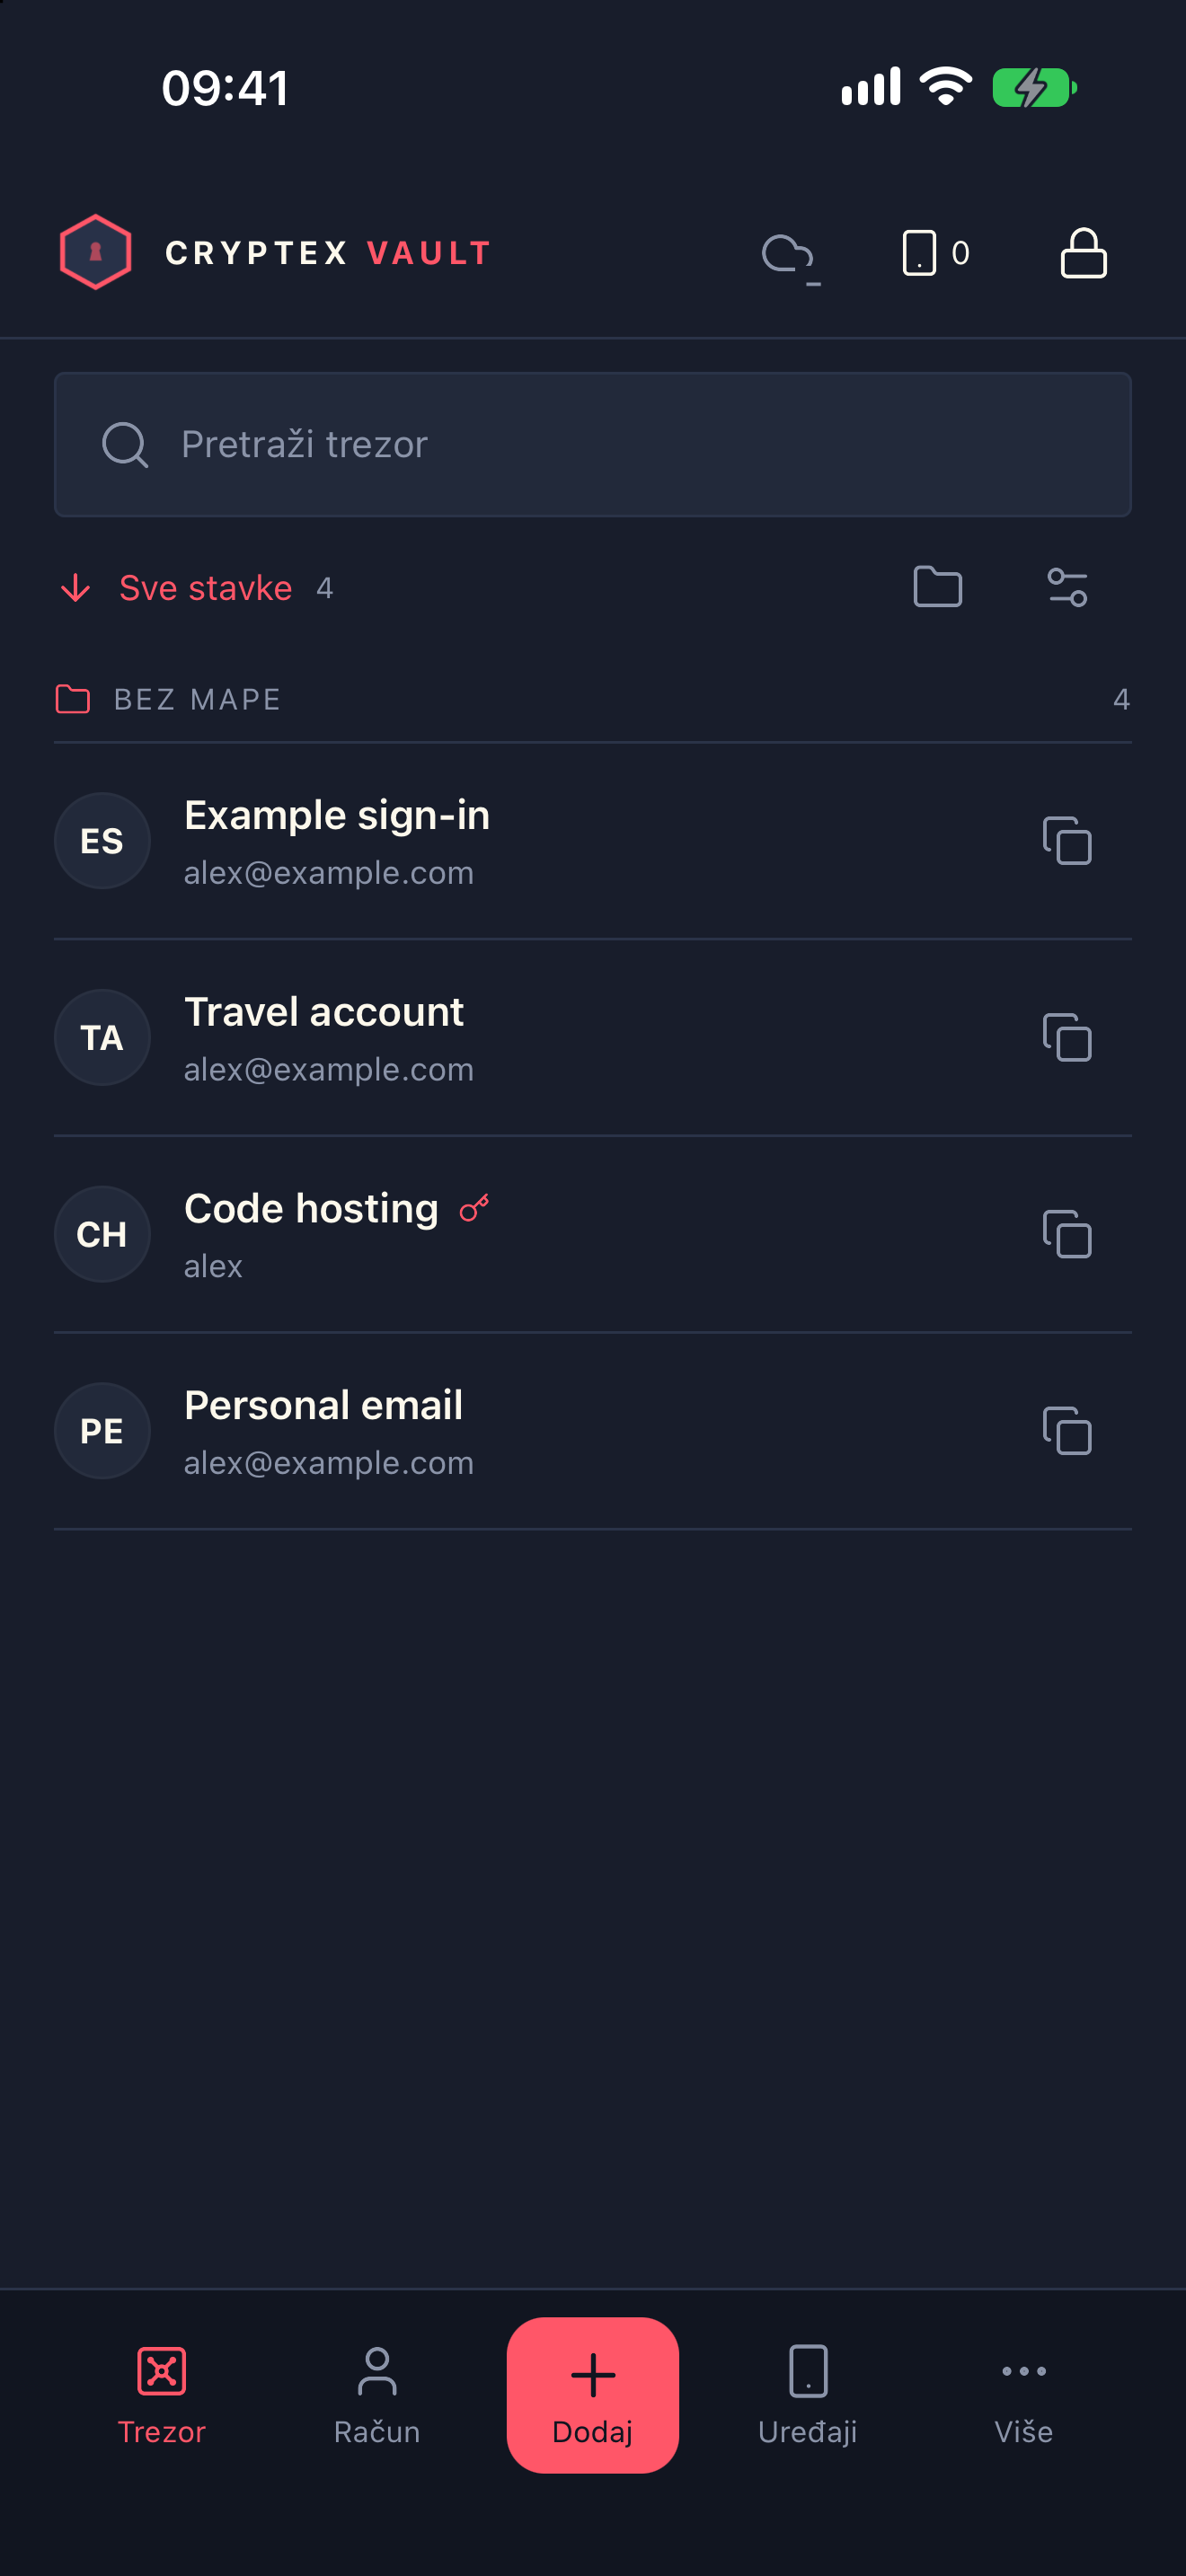 09:41
CRYPTEX VAULT
0
Pretraži trezor
Sve stavke 4
BEZ MAPE 4
ES
Example sign-in
alex@example.com
TA
Travel account
alex@example.com
CH
Code hosting
alex
PE
Personal email
alex@example.com
Trezor
Račun
Dodaj
Uređaji
Više